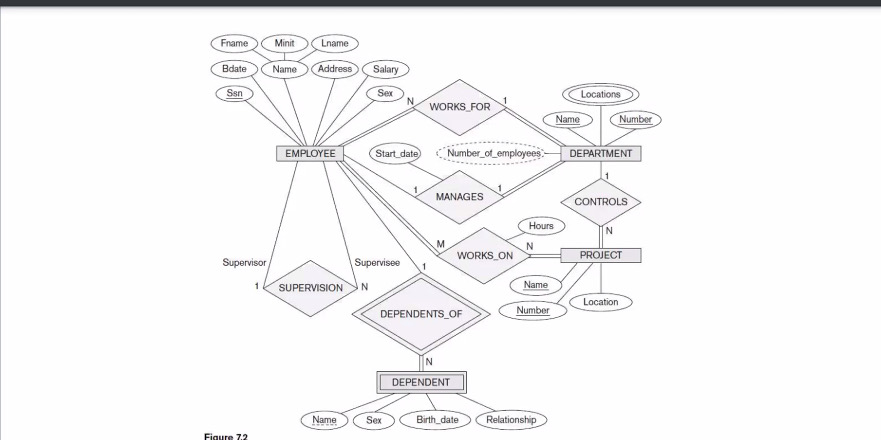 Fname Minit Lname
Bdate Name Address Salary
Ssn Sex
N WORKS_FOR 1
Locations
Name Number
EMPLOYEE
Start_date
Number_of_employees
DEPARTMENT
1 MANAGES 1
1
CONTROLS
N
Hours
M WORKS_ON N
PROJECT
Supervisor Supervisee
1 SUPERVISION N
1
Name
Number
Location
DEPENDENTS_OF
N
DEPENDENT
Name Sex Birth_date Relationship
Figure 7.2